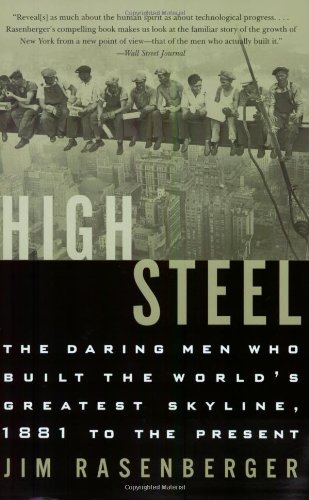 "Reveal[s] as much about the human spirit as about technological progress. . . .
Rasenberger's compelling book makes us look at the familiar story of the growth of
New York from a new point of view—that of the men who actually built it."
—Wall Street Journal
HIGH
STEEL
THE DARING MEN WHO
BUILT THE WORLD'S
GREATEST SKYLINE,
1881 TO THE PRESENT
JIM RASENBERGER